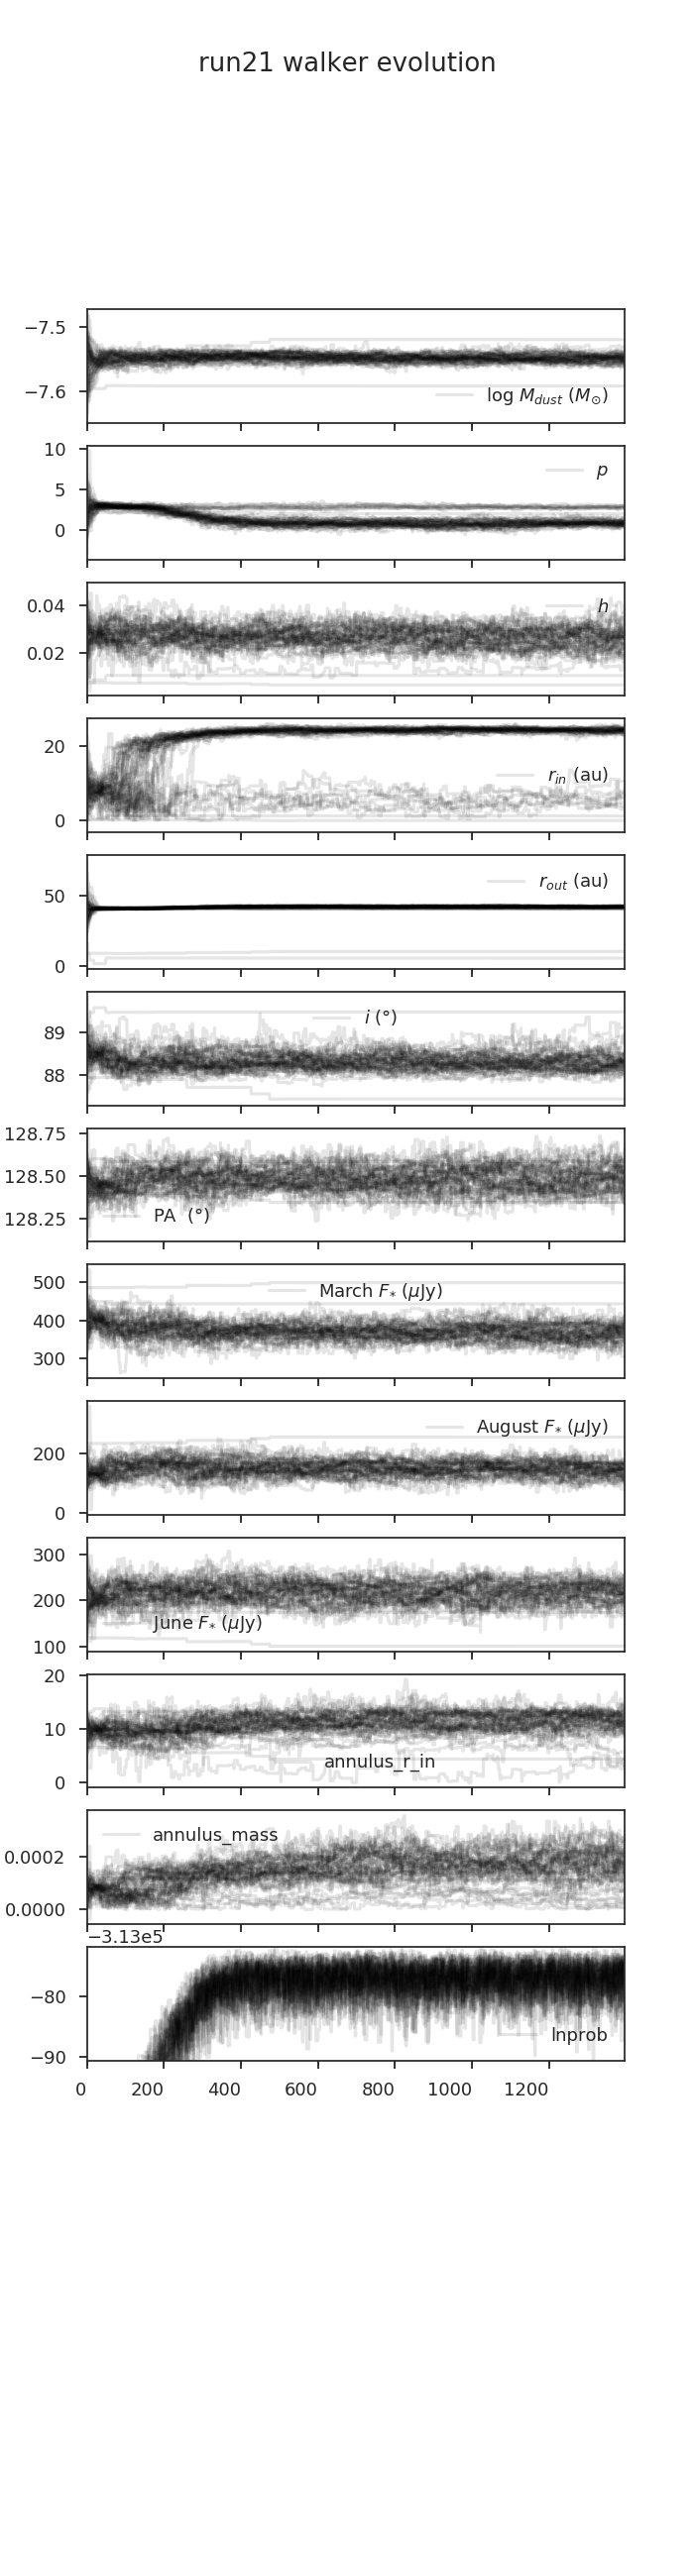 run21 walker evolution
−7.5
−7.6
log M_dust (M_⊙)
10
5
0
p
0.04
0.02
h
20
0
r_in (au)
50
0
r_out (au)
89
88
i (°)
128.75
128.50
128.25
PA (°)
500
400
300
March F_* (μJy)
200
0
August F_* (μJy)
300
200
100
June F_* (μJy)
20
10
0
annulus_r_in
0.0002
0.0000
annulus_mass
−3.13e5
−80
−90
lnprob
0 200 400 600 800 1000 1200